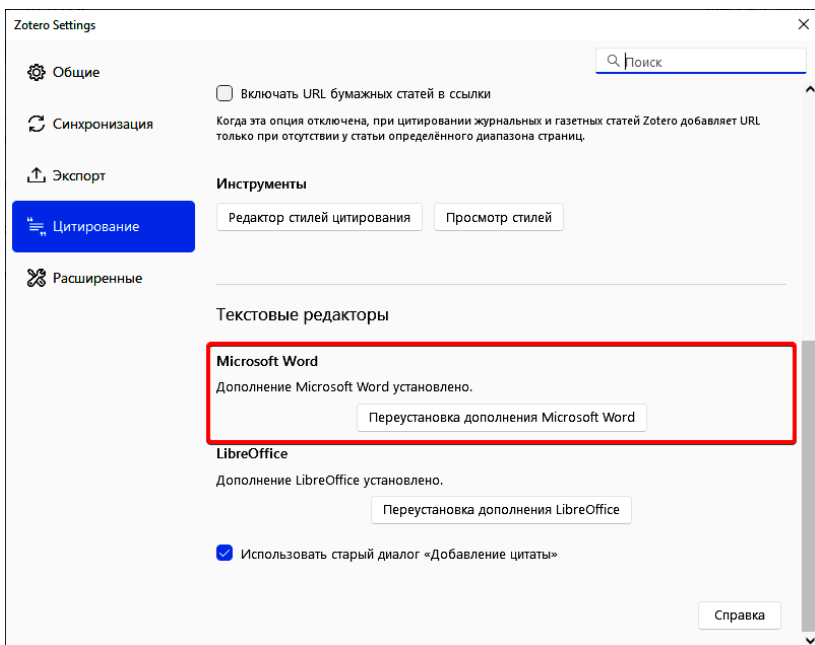 Zotero Settings
Общие
Синхронизация
Экспорт
Цитирование
Расширенные
Поиск
Включать URL бумажных статей в ссылки
Когда эта опция отключена, при цитировании журнальных и газетных статей Zotero добавляет URL
только при отсутствии у статьи определённого диапазона страниц.
Инструменты
Редактор стилей цитирования
Просмотр стилей
Текстовые редакторы
Microsoft Word
Дополнение Microsoft Word установлено.
Переустановка дополнения Microsoft Word
LibreOffice
Дополнение LibreOffice установлено.
Переустановка дополнения LibreOffice
Использовать старый диалог «Добавление цитаты»
Справка